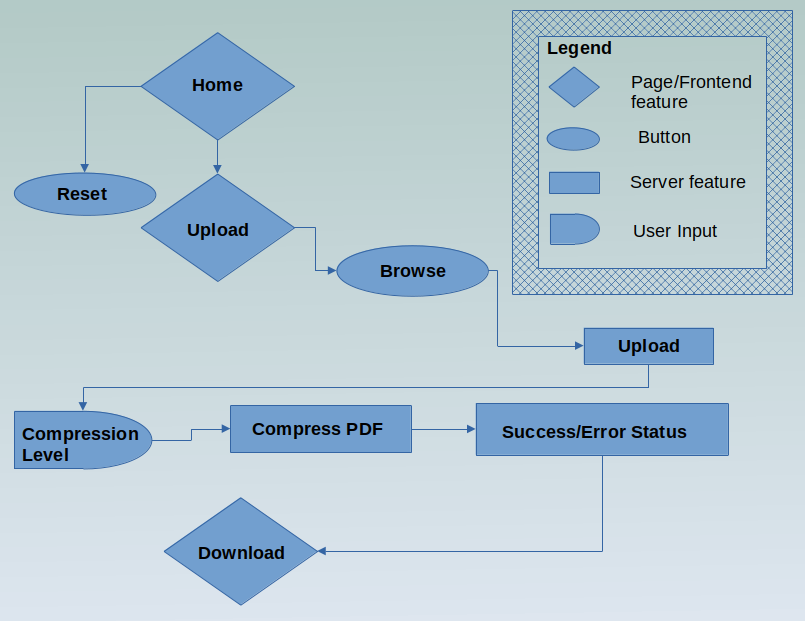 Home
Reset
Upload
Browse
Upload
Compression
Level
Compress PDF
Success/Error Status
Download
Legend
Page/Frontend
feature
Button
Server feature
User Input